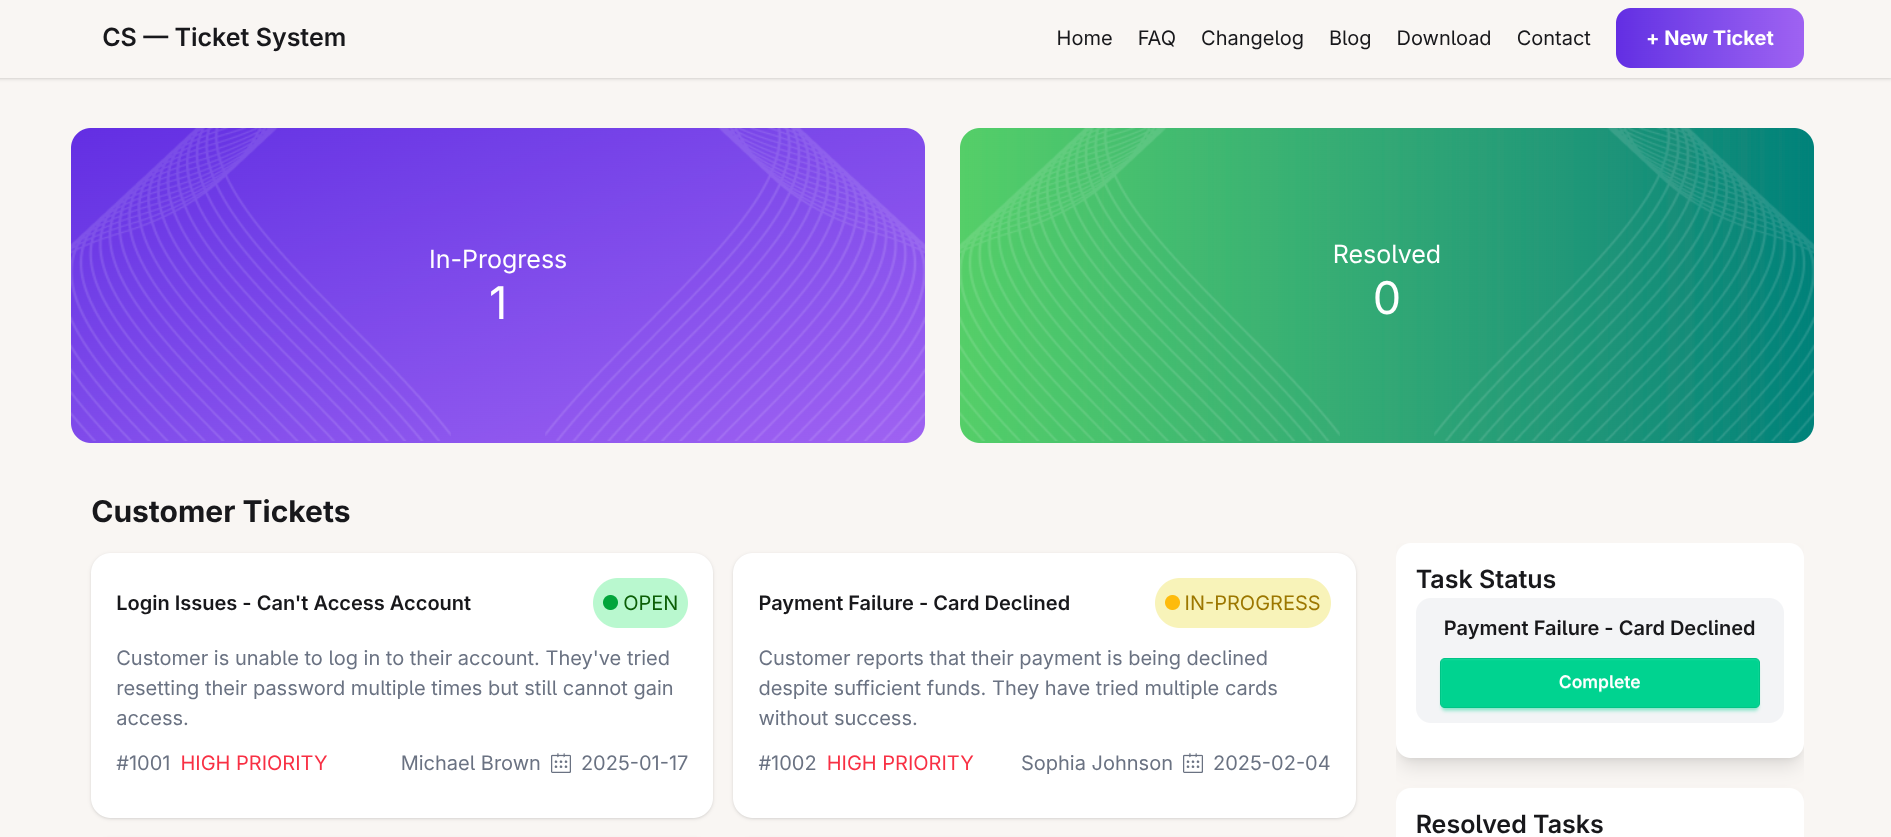 CS — Ticket System
Home FAQ Changelog Blog Download Contact + New Ticket
In-Progress
1
Resolved
0
Customer Tickets
Login Issues - Can't Access Account OPEN
Customer is unable to log in to their account. They've tried
resetting their password multiple times but still cannot gain
access.
#1001 HIGH PRIORITY Michael Brown 2025-01-17
Payment Failure - Card Declined IN-PROGRESS
Customer reports that their payment is being declined
despite sufficient funds. They have tried multiple cards
without success.
#1002 HIGH PRIORITY Sophia Johnson 2025-02-04
Task Status
Payment Failure - Card Declined
Complete
Resolved Tasks